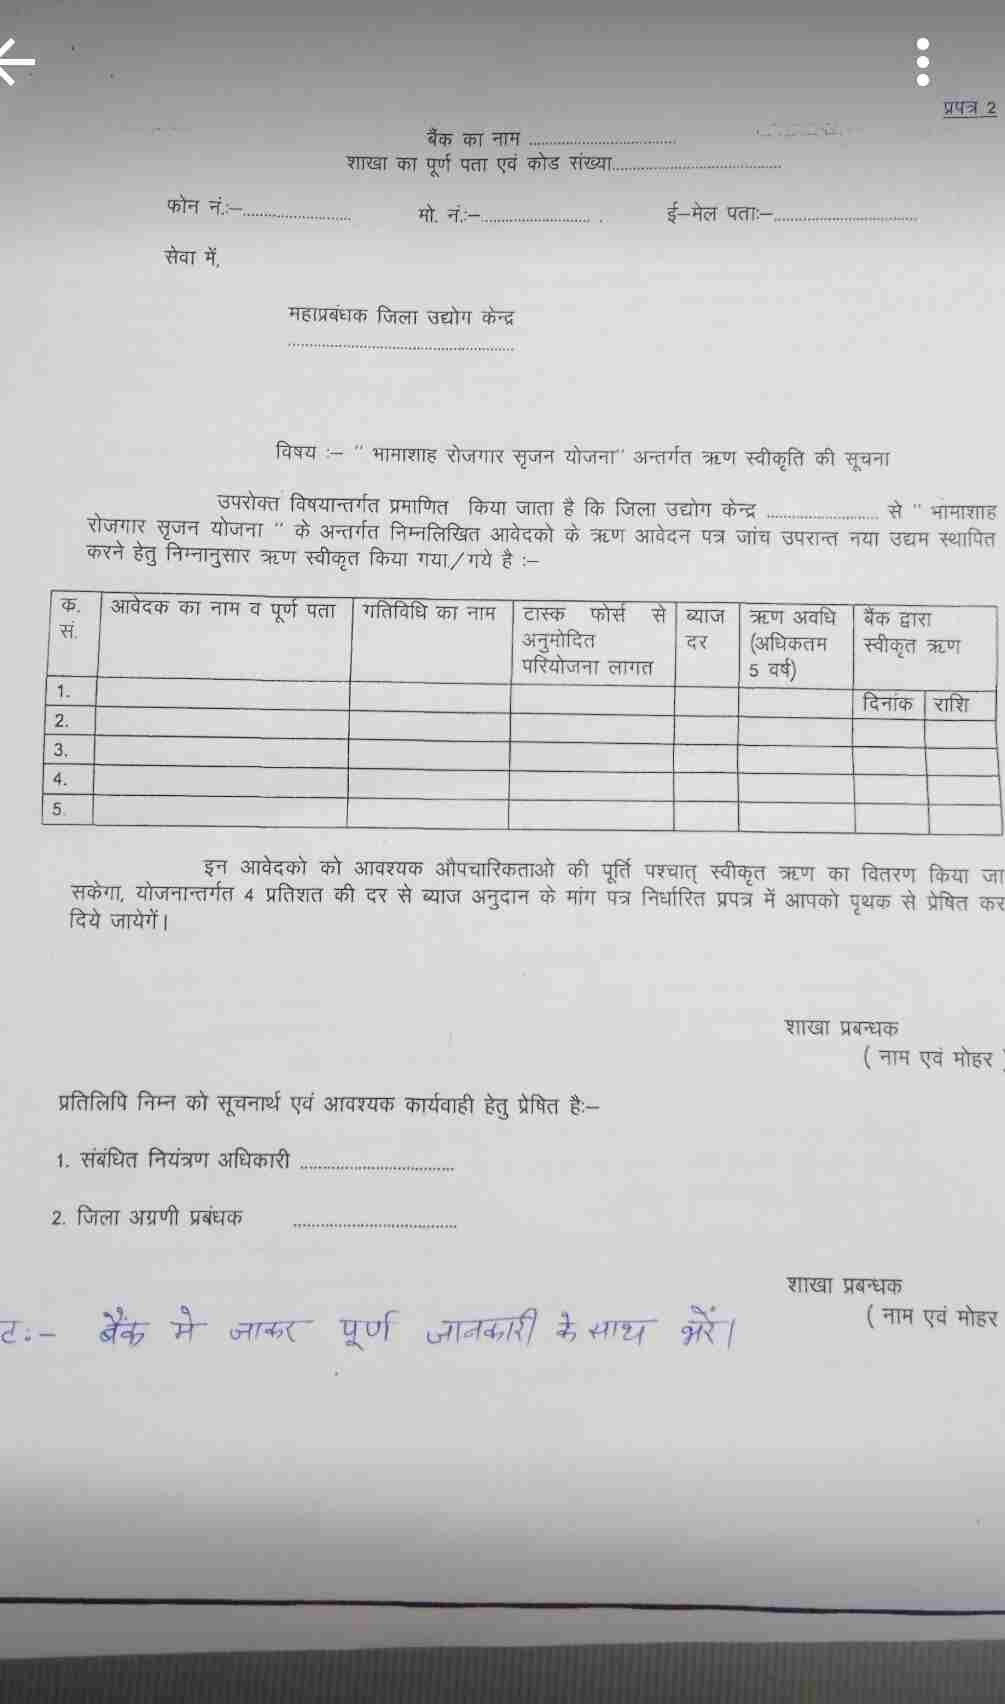 प्रपत्र 2
बैंक का नाम ................................
शाखा का पूर्ण पता एवं कोड संख्या.....................................
फोन नं.:–........................ मो. नं.:–........................ . ई–मेल पताः–................................
सेवा में,
महाप्रबंधक जिला उद्योग केन्द्र
.................................................
विषय :– " भामाशाह रोजगार सृजन योजना" अन्तर्गत ऋण स्वीकृति की सूचना
उपरोक्त विषयान्तर्गत प्रमाणित किया जाता है कि जिला उद्योग केन्द्र ........................ से " भामाशाह
रोजगार सृजन योजना " के अन्तर्गत निम्नलिखित आवेदको के ऋण आवेदन पत्र जांच उपरान्त नया उद्यम स्थापित
करने हेतु निम्नानुसार ऋण स्वीकृत किया गया/गये है :–
क. आवेदक का नाम व पूर्ण पता गतिविधि का नाम टास्क फोर्स से ब्याज ऋण अवधि बैंक द्वारा
सं. अनुमोदित दर (अधिकतम स्वीकृत ऋण
परियोजना लागत 5 वर्ष)
1. दिनांक राशि
2.
3.
4.
5.
इन आवेदको को आवश्यक औपचारिकताओ की पूर्ति पश्चात् स्वीकृत ऋण का वितरण किया जा
सकेगा, योजनान्तर्गत 4 प्रतिशत की दर से ब्याज अनुदान के मांग पत्र निर्धारित प्रपत्र में आपको पृथक से प्रेषित कर
दिये जायेगें।
शाखा प्रबन्धक
( नाम एवं मोहर )
प्रतिलिपि निम्न को सूचनार्थ एवं आवश्यक कार्यवाही हेतु प्रेषित हैः–
1. संबंधित नियंत्रण अधिकारी .................................
2. जिला अग्रणी प्रबंधक ...................................
शाखा प्रबन्धक
( नाम एवं मोहर
ट:– बैंक मे जाकर पूर्ण जानकारी के साथ भरें।